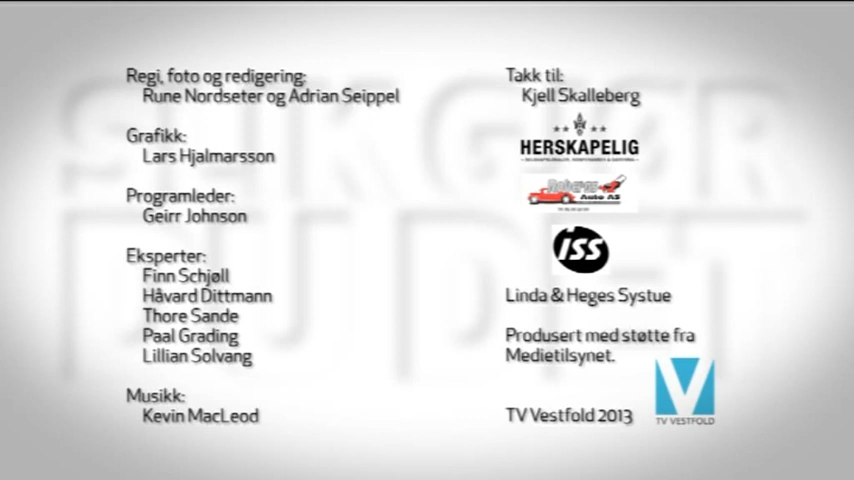 Regi, foto og redigering:
Rune Nordseter og Adrian Seippel
Grafikk:
Lars Hjalmarsson
Programleder:
Geirr Johnson
Eksperter:
Finn Schjøll
Håvard Dittmann
Thore Sande
Paal Grading
Lillian Solvang
Musikk:
Kevin MacLeod
Takk til:
Kjell Skalleberg
HERSKAPELIG
Auto AS
ISS
Linda & Heges Systue
Produsert med støtte fra
Medietilsynet.
TV Vestfold 2013
V
TV VESTFOLD